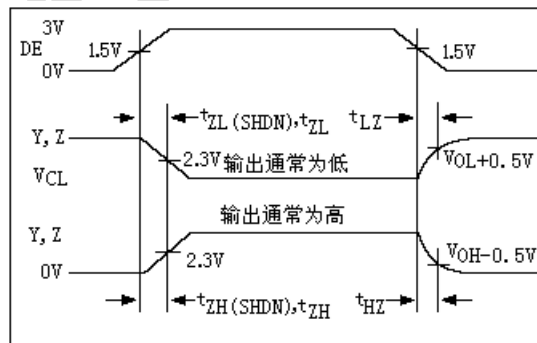 3V
DE 1.5V 1.5V
0V
tZL(SHDN),tZL tLZ
Y, Z
2.3V 输出通常为低 VOL+0.5V
VCL
输出通常为高
Y, Z
2.3V VOH-0.5V
0V
tZH(SHDN),tZH tHZ